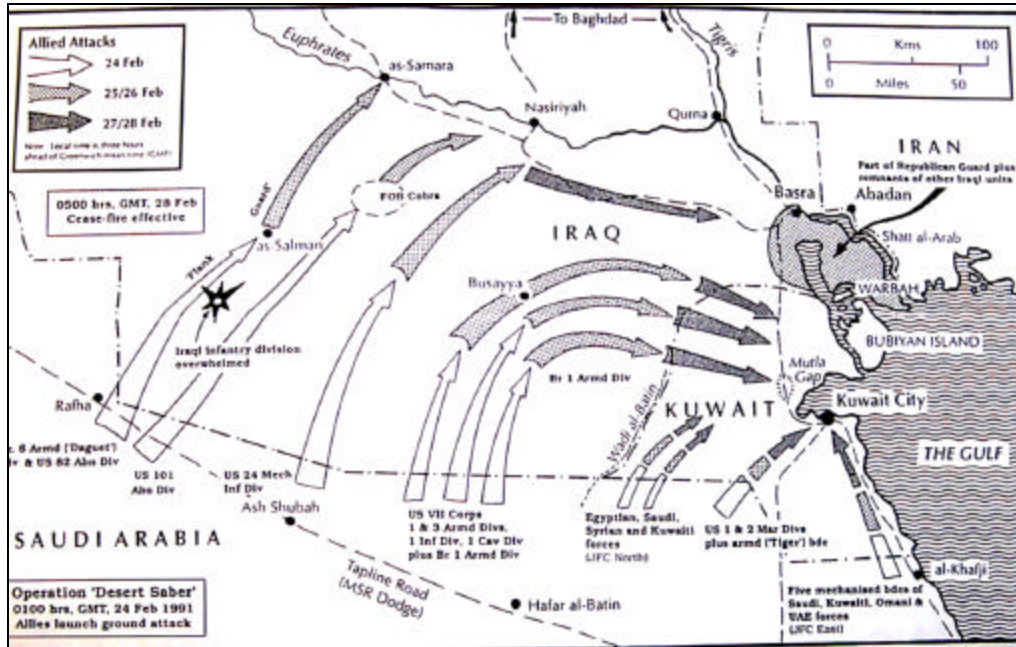 Allied Attacks
24 Feb
25/26 Feb
27/28 Feb
Note: Local time is three hours
ahead of Greenwich mean time (GMT)
0500 hrs, GMT, 28 Feb
Cease-fire effective
To Baghdad
Euphrates
Tigris
as-Samara
Nasiriyah
Qurna
0 Kms 100
0 Miles 50
IRAN
Part of Republican Guard plus
remnants of other Iraqi units
Basra
Abadan
Shatt al-Arab
Guard'
FOB Cobra
as-Salman
IRAQ
Flank
Busayya
WARBAH
BUBIYAN ISLAND
Iraqi infantry division
overwhelmed
Mutla
Gap
Br 1 Armd Div
Rafha
KUWAIT
Kuwait City
Wadi al-Batin
THE GULF
6 Armd ('Daguet')
& US 82 Abn Div
US 101
Abn Div
US 24 Mech
Inf Div
Ash Shubah
US VII Corps
1 & 3 Armd Divs,
1 Inf Div, 1 Cav Div
plus Br 1 Armd Div
Egyptian, Saudi,
Syrian and Kuwaiti
forces
(JFC North)
US 1 & 2 Mar Divs
plus armd ('Tiger') bde
SAUDI ARABIA
Tapline Road
(MSR Dodge)
al-Khafji
Operation 'Desert Saber'
0100 hrs, GMT, 24 Feb 1991
Allies launch ground attack
Hafar al-Batin
Five mechanised bdes of
Saudi, Kuwaiti, Omani &
UAE forces
(JFC East)